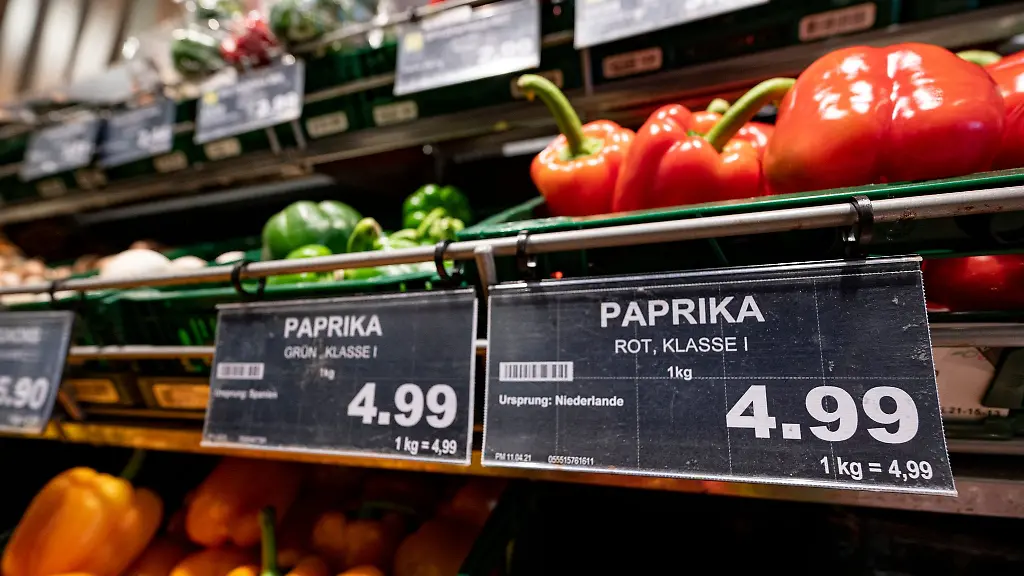 5.90
PAPRIKA
GRÜN, KLASSE I
1kg
Ursprung: Spanien
4.99
1 kg = 4,99
PAPRIKA
ROT, KLASSE I
1kg
Ursprung: Niederlande
4.99
PM 11.04.21 055515761611
1 kg = 4,99